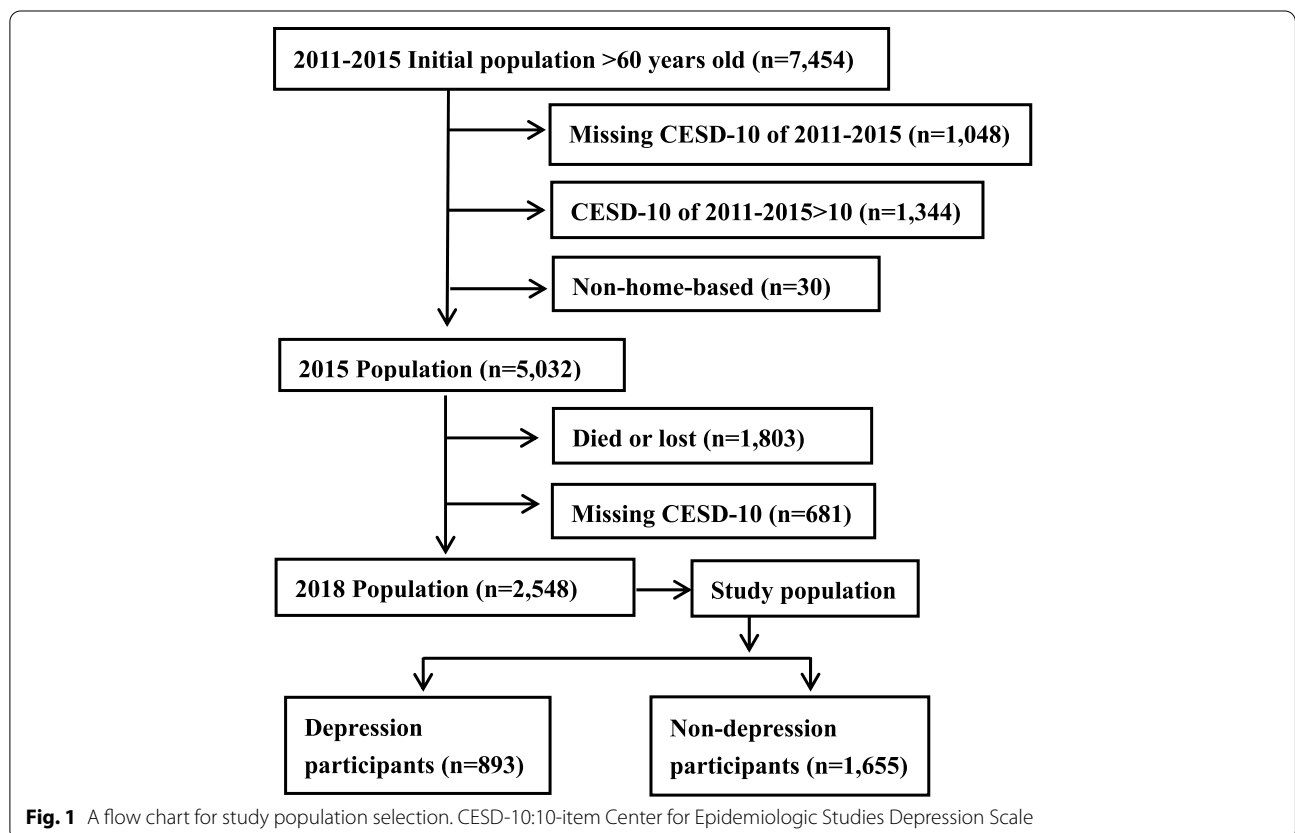 2011-2015 Initial population >60 years old (n=7,454)
Missing CESD-10 of 2011-2015 (n=1,048)
CESD-10 of 2011-2015>10 (n=1,344)
Non-home-based (n=30)
2015 Population (n=5,032)
Died or lost (n=1,803)
Missing CESD-10 (n=681)
2018 Population (n=2,548)
Study population
Depression
participants (n=893)
Non-depression
participants (n=1,655)
Fig. 1 A flow chart for study population selection. CESD-10:10-item Center for Epidemiologic Studies Depression Scale